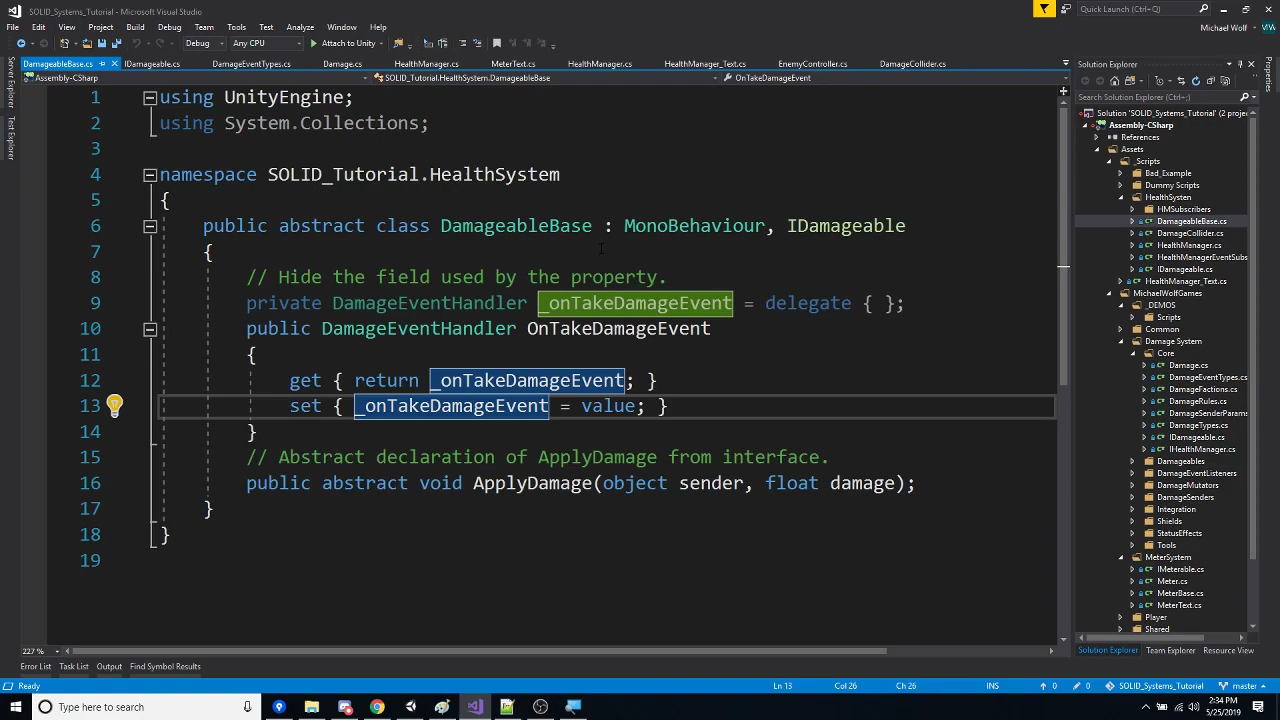 SOLID_Systems_Tutorial - Microsoft Visual Studio
Quick Launch (Ctrl+Q)
File Edit View Project Build Debug Team Tools Test Analyze Window Help
Michael Wolf MW
Debug Any CPU Attach to Unity
Server Explorer
Test Explorer
DamageableBase.cs IDamageable.cs DamageEventTypes.cs Damage.cs HealthManager.cs MeterText.cs HealthManager.cs HealthManager_Text.cs EnemyController.cs DamageCollider.cs
Assembly-CSharp SOLID_Tutorial.HealthSystem.DamageableBase OnTakeDamageEvent
1 using UnityEngine;
2 using System.Collections;
3
4 namespace SOLID_Tutorial.HealthSystem
5 {
6 public abstract class DamageableBase : MonoBehaviour, IDamageable
7 {
8 // Hide the field used by the property.
9 private DamageEventHandler _onTakeDamageEvent = delegate { };
10 public DamageEventHandler OnTakeDamageEvent
11 {
12 get { return _onTakeDamageEvent; }
13 set { _onTakeDamageEvent = value; }
14 }
15 // Abstract declaration of ApplyDamage from interface.
16 public abstract void ApplyDamage(object sender, float damage);
17 }
18 }
19
227 %
Solution Explorer
Search Solution Explorer (Ctrl+;)
Solution 'SOLID_Systems_Tutorial' (2 projec
Assembly-CSharp
References
Assets
_Scripts
Bad_Example
Dummy Scripts
HealthSystem
HMSubscribers
DamageableBase.cs
DamageCollider.cs
HealthManager.cs
HealthManagerEventSubs
IDamageable.cs
HealthManager_Text.cs
MichaelWolfGames
_DEMOS
Scripts
Common
Damage System
Core
Damage.cs
DamageEventTypes.cs
DamageRules.cs
DamageSenderParams
DamageTypes.cs
IDamageable.cs
IHealthManager.cs
Damageables
DamageEventListeners
DamageMutators
DamageSenders
Integration
Shields
StatusEffects
Tools
MeterSystem
IMeterable.cs
Meter.cs
MeterBase.cs
MeterText.cs
Player
Shared
Solution Explorer Team Explorer Resource View
Properties
Error List Task List Output Find Symbol Results
Ready Ln 13 Col 26 Ch 26 INS 0 0 SOLID_Systems_Tutorial master
Type here to search
2:34 PM
5/25/2019